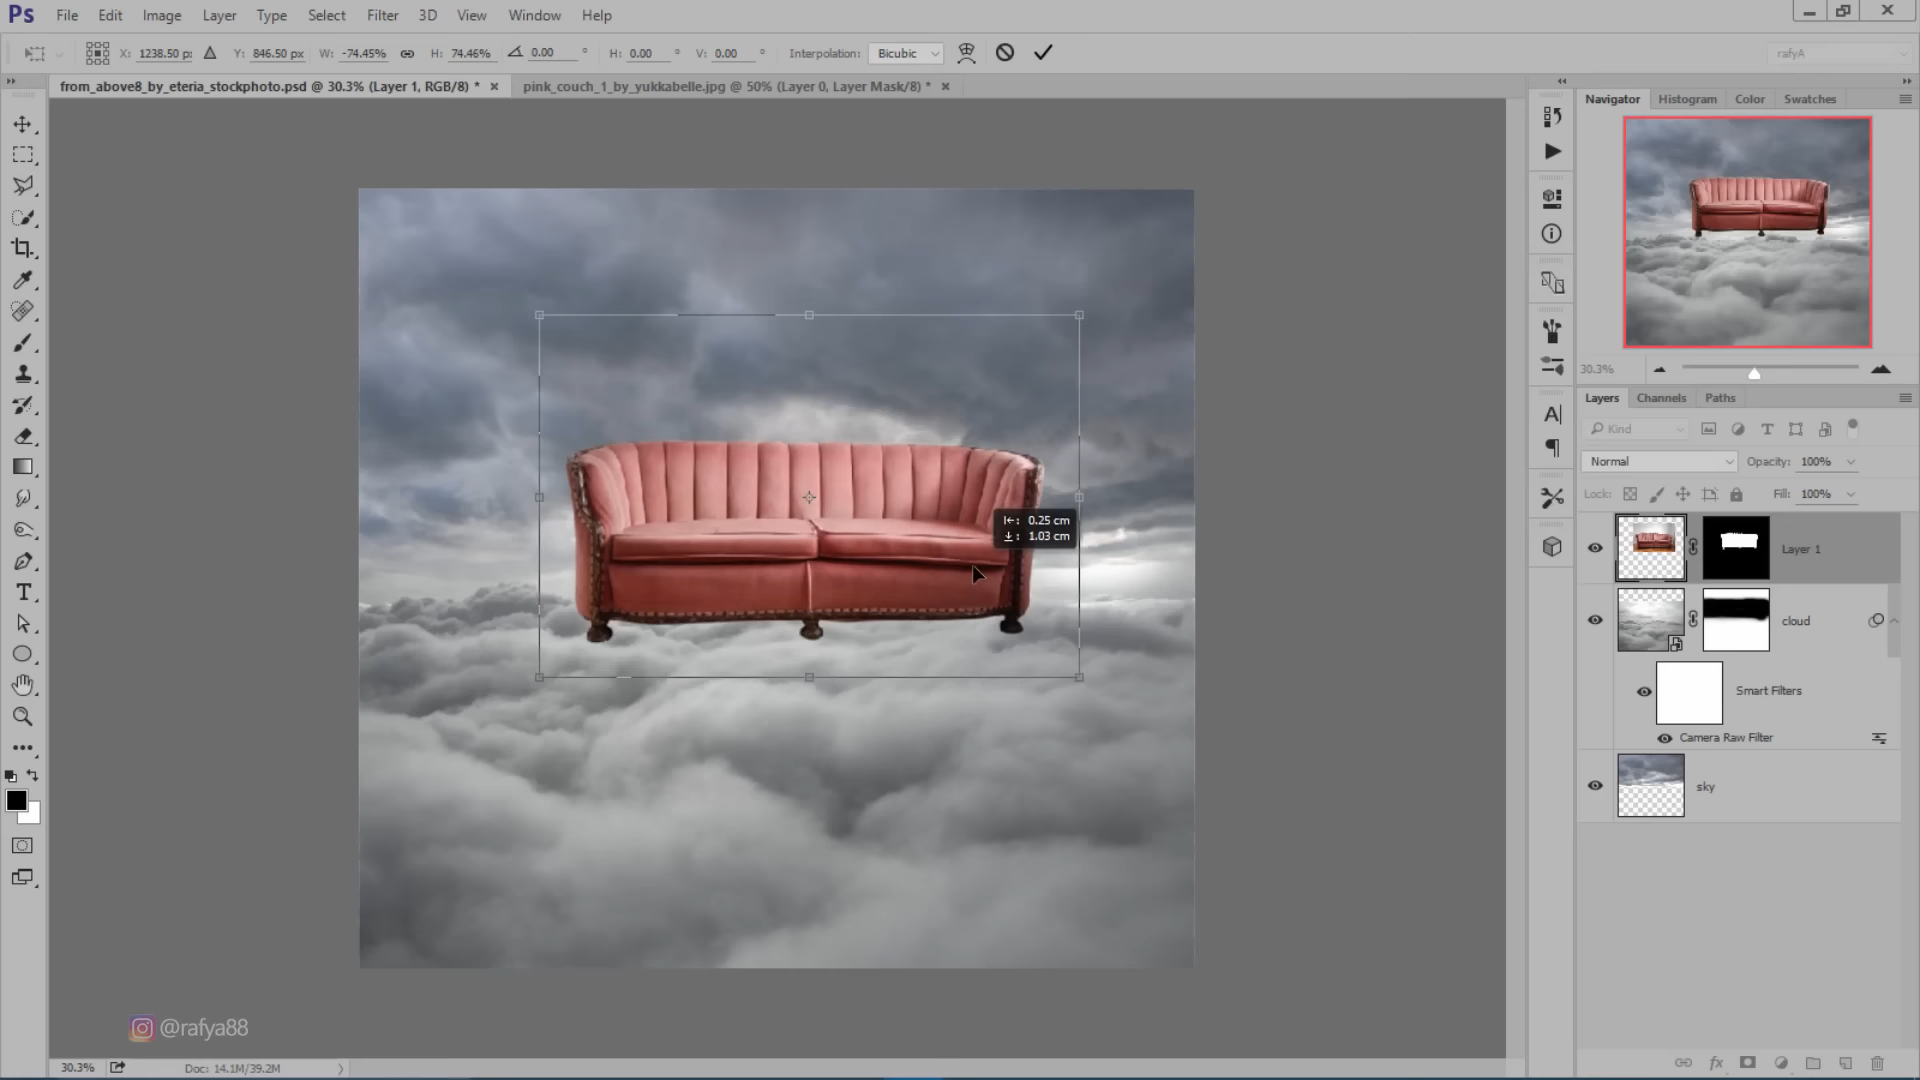 Ps File Edit Image Layer Type Select Filter 3D View Window Help
X: 1238.50 p: Y: 846.50 px W: -74.45% H: 74.46% 0.00 ° H: 0.00 ° V: 0.00 ° Interpolation: Bicubic rafyA
from_above8_by_eteria_stockphoto.psd @ 30.3% (Layer 1, RGB/8) * × pink_couch_1_by_yukkabelle.jpg @ 50% (Layer 0, Layer Mask/8) * ×
Navigator Histogram Color Swatches
30.3%
Layers Channels Paths
Kind
Normal Opacity: 100%
Lock: Fill: 100%
0.25 cm
1.03 cm
Layer 1
cloud
Smart Filters
Camera Raw Filter
sky
@rafya88
30.3% Doc: 14.1M/39.2M
fx